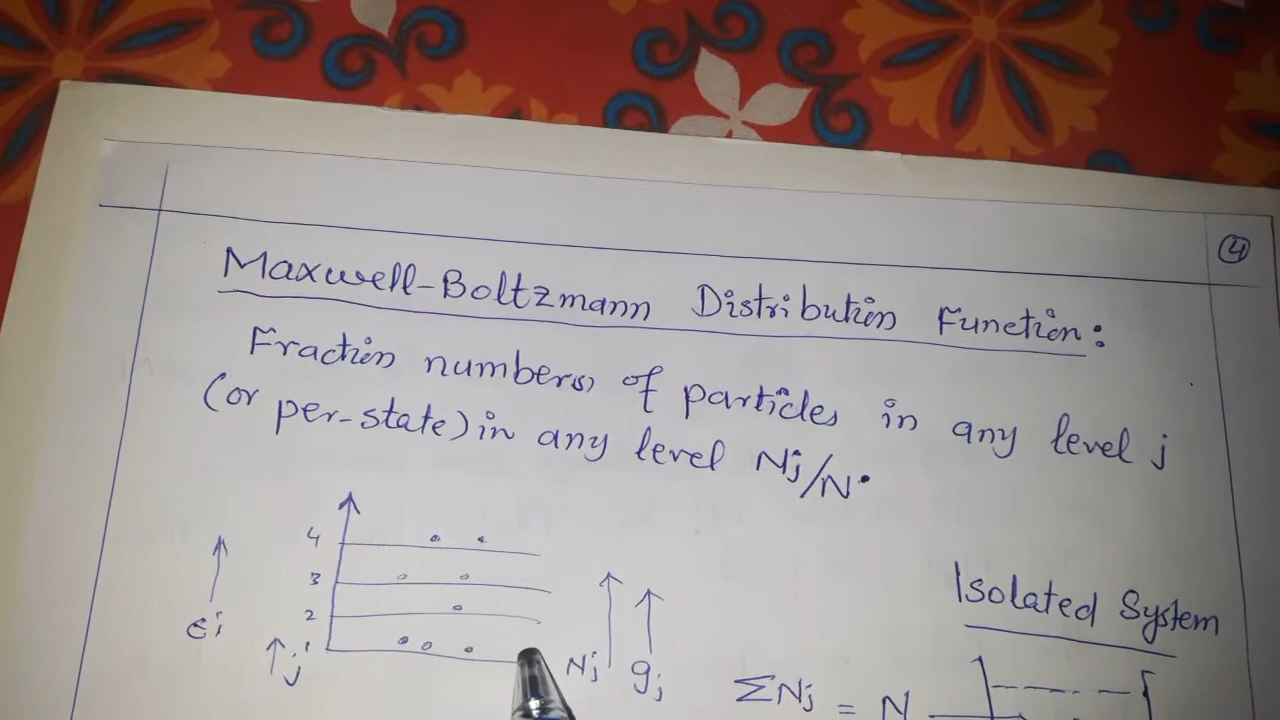 ④
Maxwell-Boltzmann Distribution Function:
Fraction numbers of particles in any level j
(or per-state) in any level Nj/N.
4
3
2
1
εj
j
Nj
gj
Isolated System
ΣNj = N